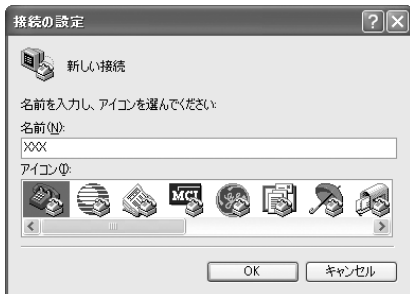 接続の設定
新しい接続
名前を入力し、アイコンを選んでください:
名前(N):
XXX
アイコン(I):
MCI
OK
キャンセル